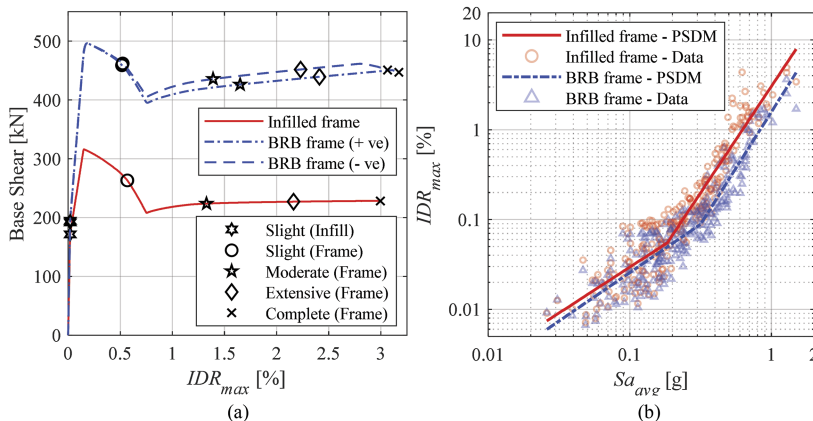 500
400
300
200
100
0
Base Shear [kN]
Infilled frame
BRB frame (+ ve)
BRB frame (- ve)
Slight (Infill)
Slight (Frame)
Moderate (Frame)
Extensive (Frame)
Complete (Frame)
0 0.5 1 1.5 2 2.5 3
IDRmax [%]
(a)
Infilled frame - PSDM
Infilled frame - Data
BRB frame - PSDM
BRB frame - Data
20
10
1
0.1
0.01
IDRmax [%]
0.01 0.1 1 2
Saavg [g]
(b)